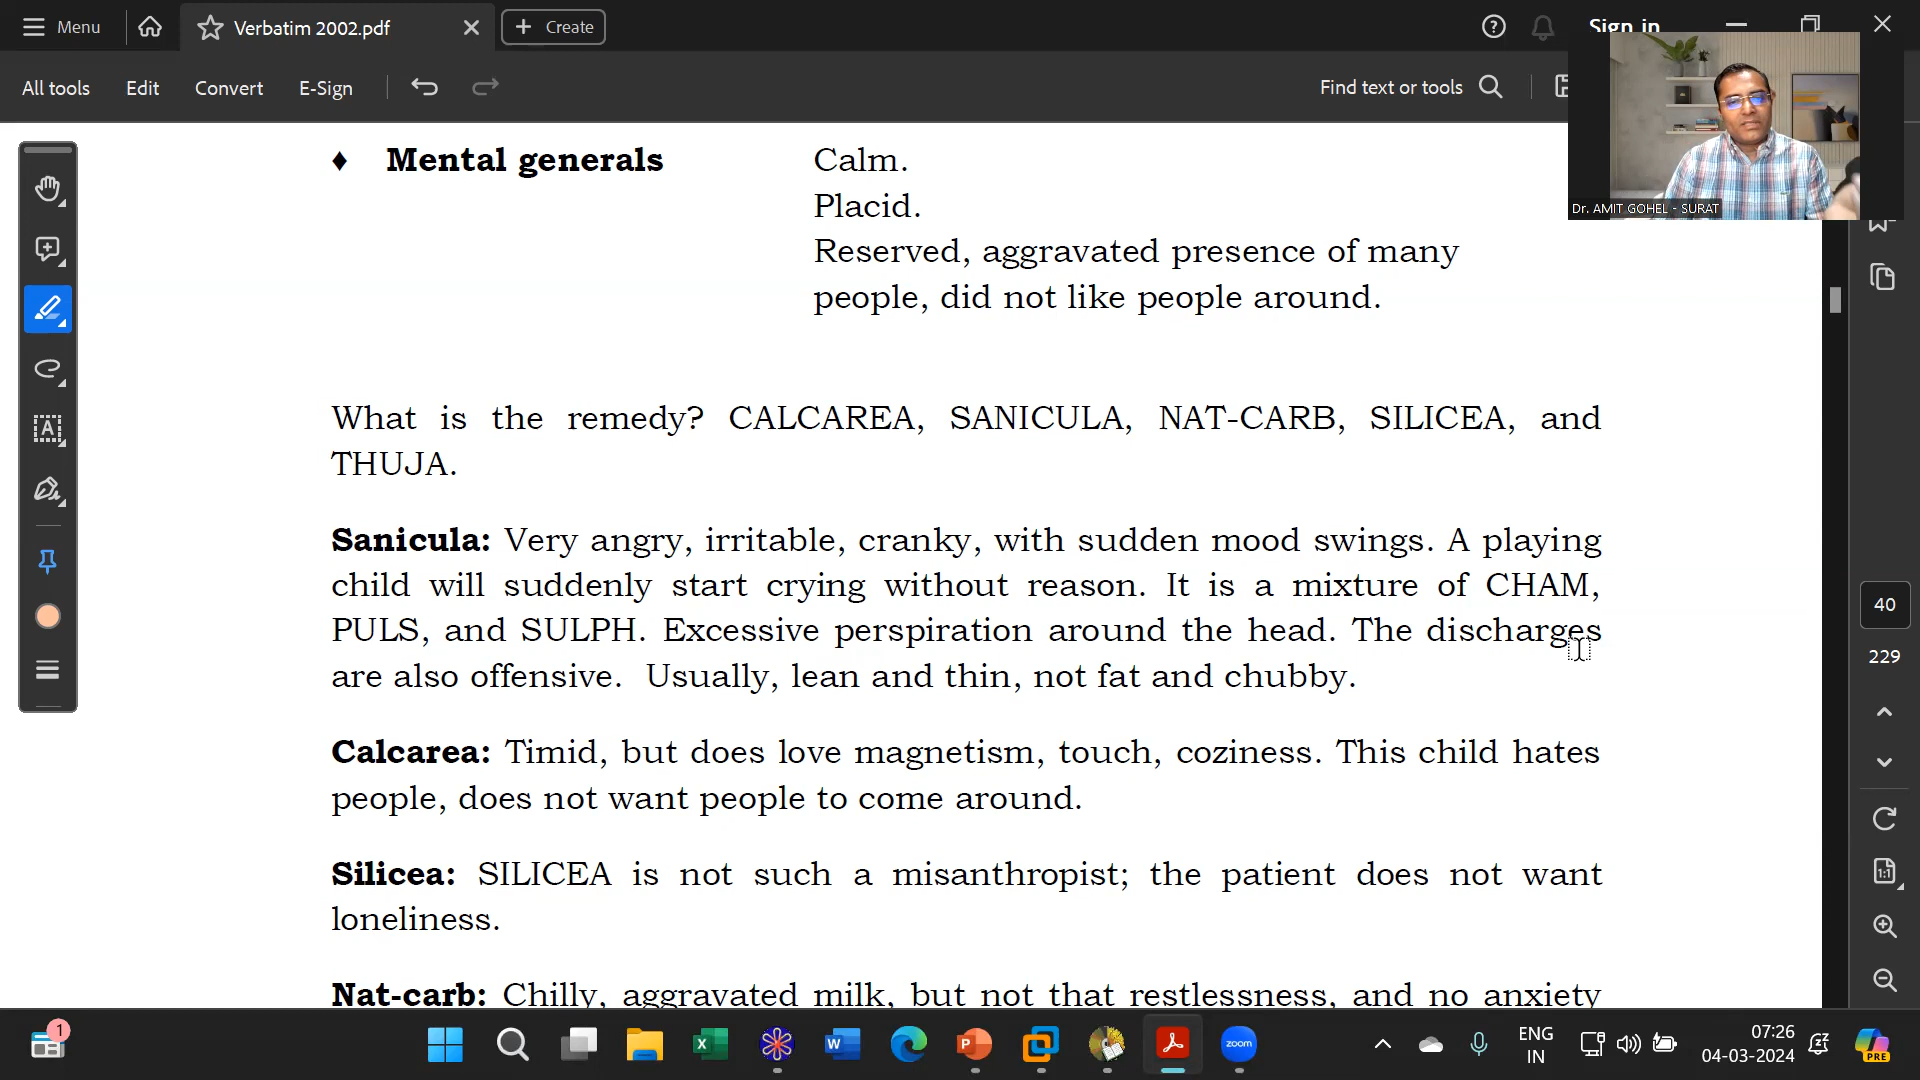 Menu
Verbatim 2002.pdf
Create
Sign in
All tools
Edit
Convert
E-Sign
Find text or tools
Dr. AMIT GOHEL - SURAT
♦ Mental generals Calm.
Placid.
Reserved, aggravated presence of many
people, did not like people around.
What is the remedy? CALCAREA, SANICULA, NAT-CARB, SILICEA, and
THUJA.
Sanicula: Very angry, irritable, cranky, with sudden mood swings. A playing
child will suddenly start crying without reason. It is a mixture of CHAM,
PULS, and SULPH. Excessive perspiration around the head. The discharges
are also offensive. Usually, lean and thin, not fat and chubby.
Calcarea: Timid, but does love magnetism, touch, coziness. This child hates
people, does not want people to come around.
Silicea: SILICEA is not such a misanthropist; the patient does not want
loneliness.
Nat-carb: Chilly, aggravated milk, but not that restlessness, and no anxiety
40
229
1:1
1
zoom
ENG
IN
07:26
04-03-2024
PRE